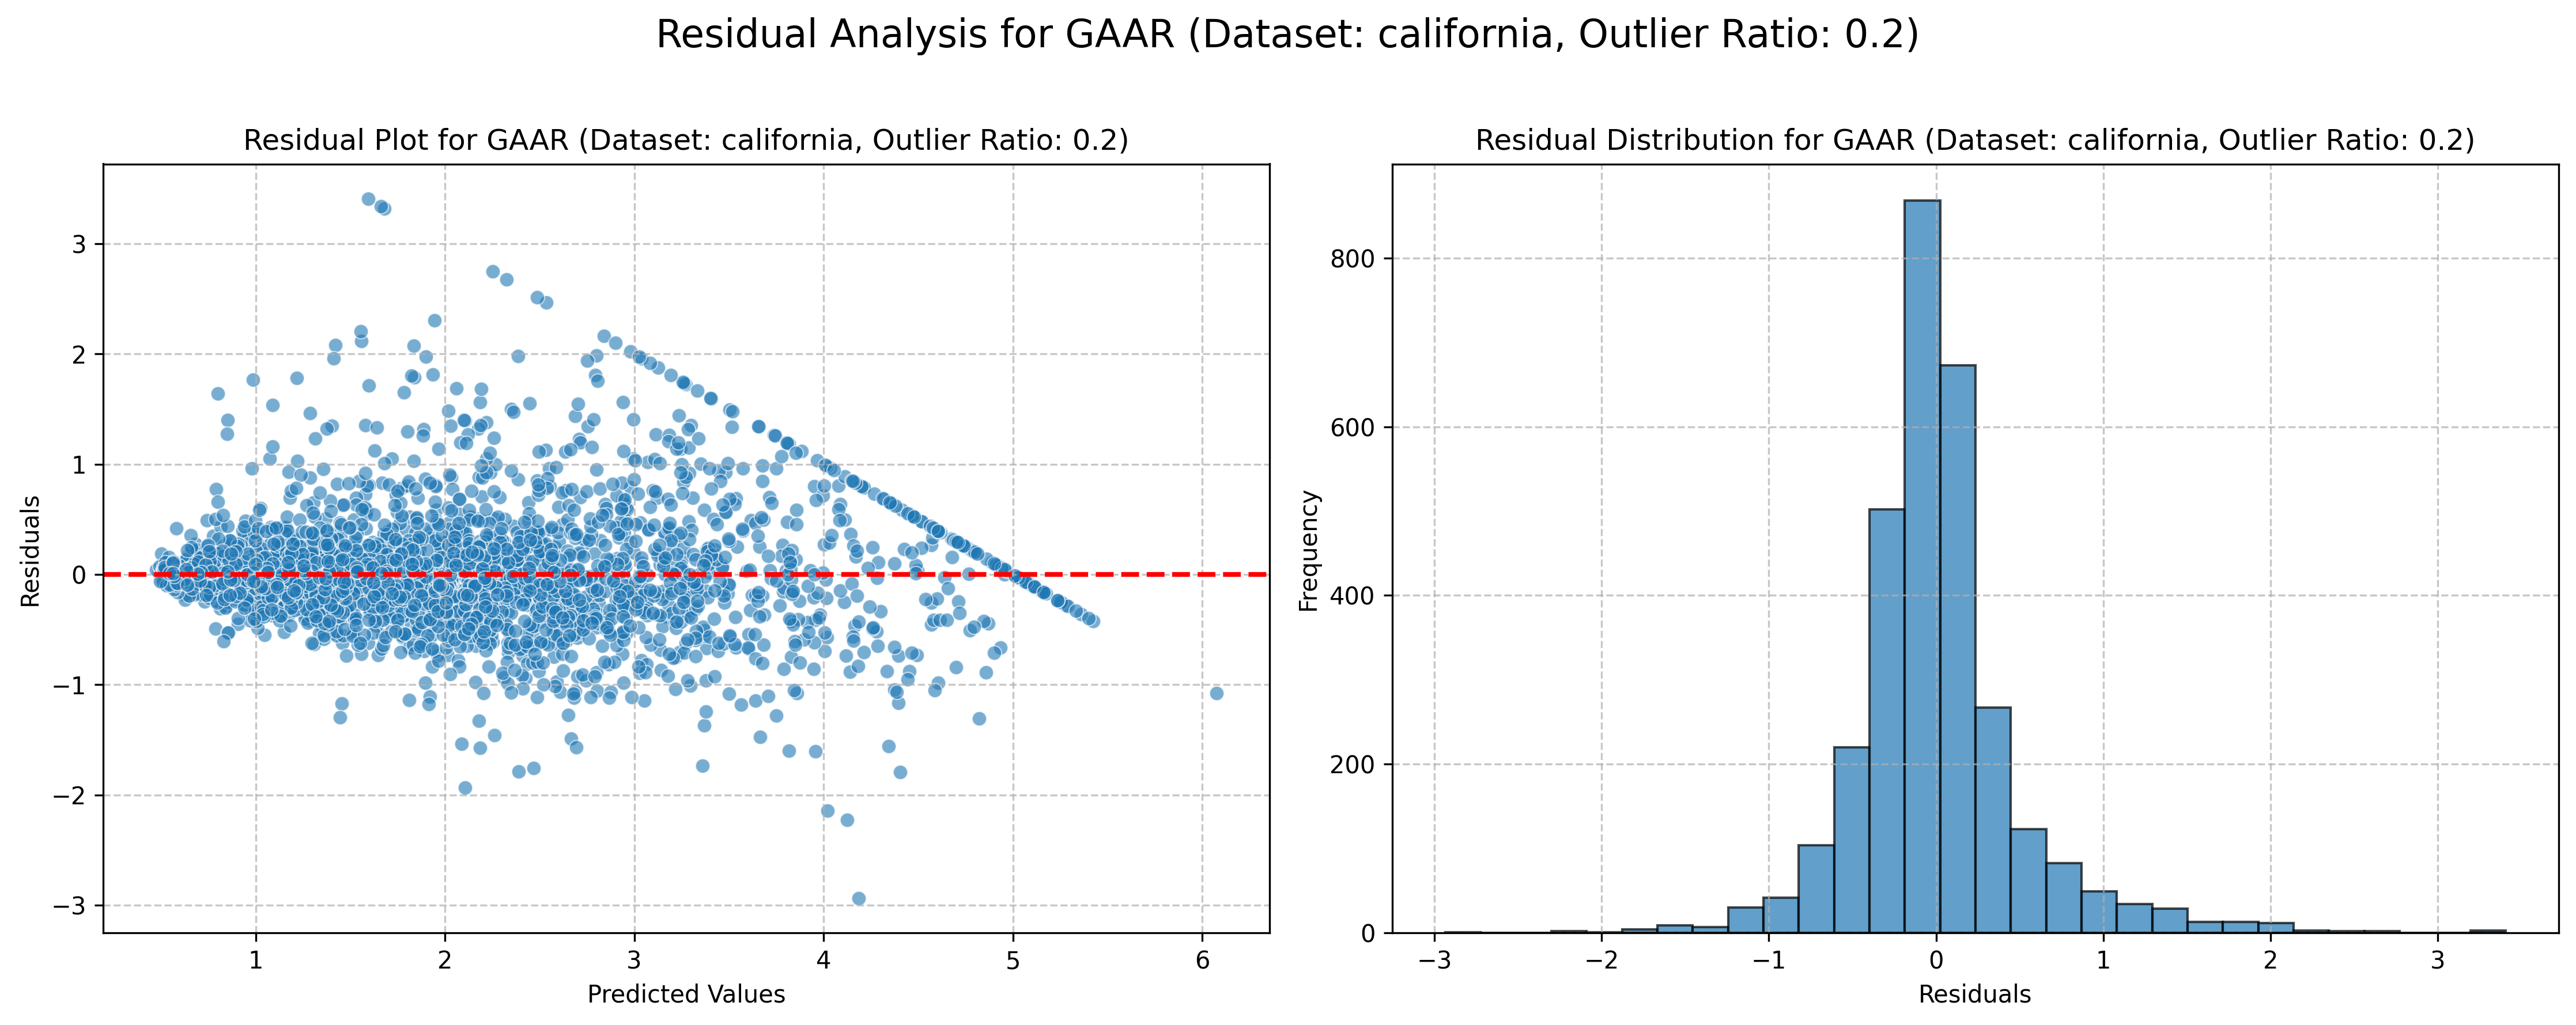 Residual Analysis for GAAR (Dataset: california, Outlier Ratio: 0.2)
Residual Plot for GAAR (Dataset: california, Outlier Ratio: 0.2)
Residuals
3
2
1
0
−1
−2
−3
1 2 3 4 5 6
Predicted Values
Residual Distribution for GAAR (Dataset: california, Outlier Ratio: 0.2)
Frequency
800
600
400
200
0
−3 −2 −1 0 1 2 3
Residuals